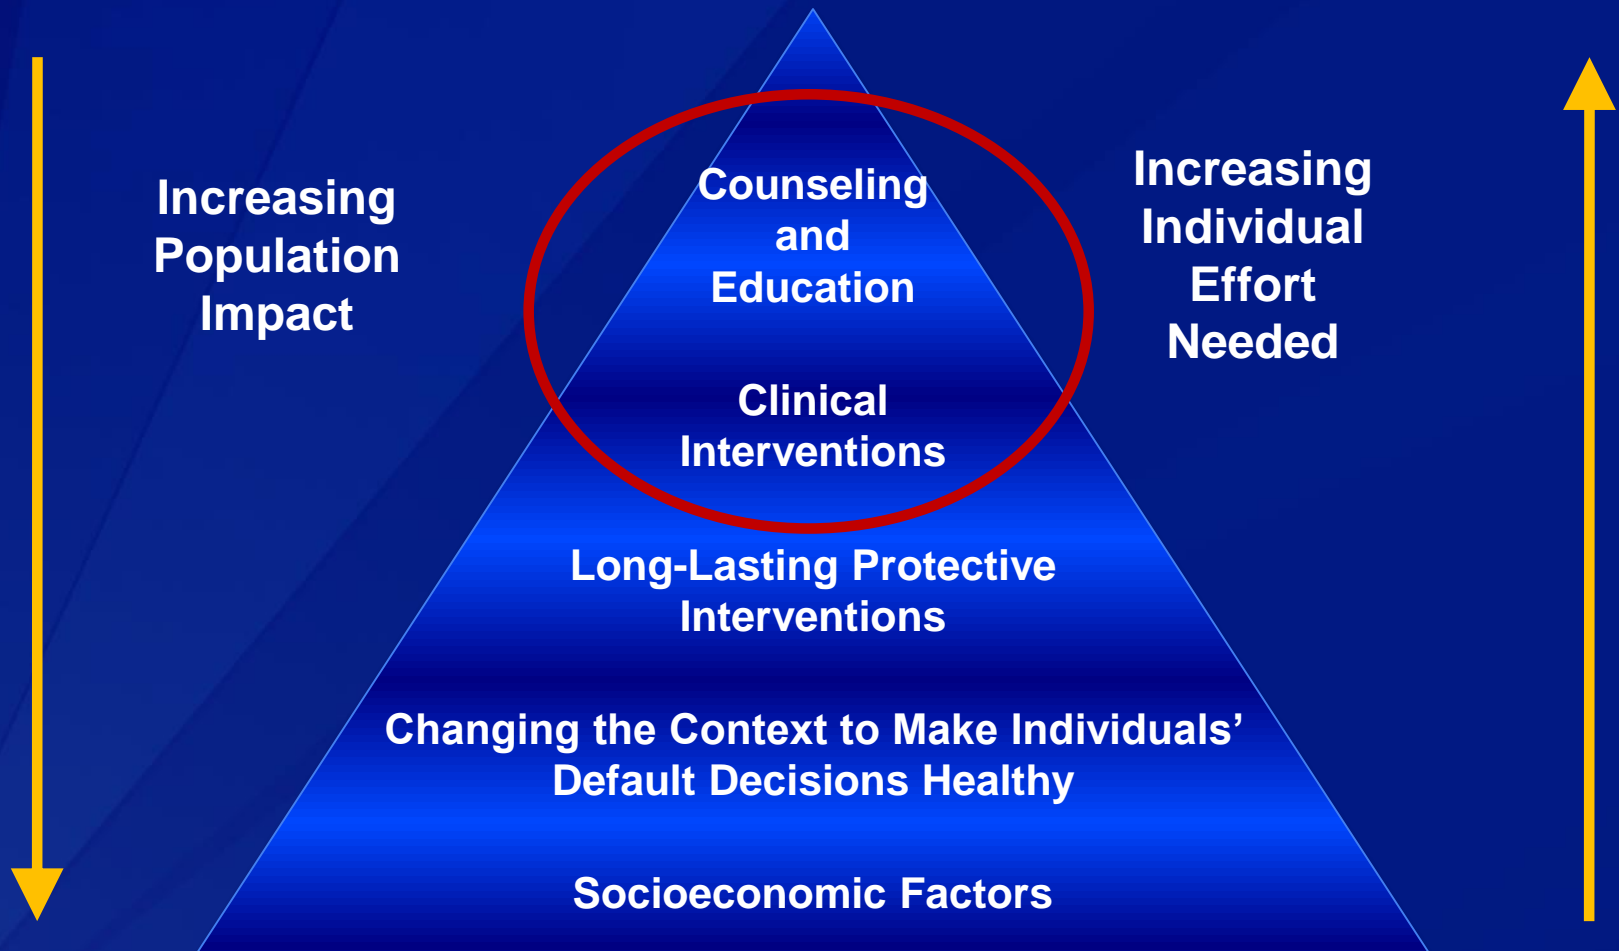 Increasing
Population
Impact
Counseling
and
Education
Clinical
Interventions
Long-Lasting Protective
Interventions
Changing the Context to Make Individuals’
Default Decisions Healthy
Socioeconomic Factors
Increasing
Individual
Effort
Needed